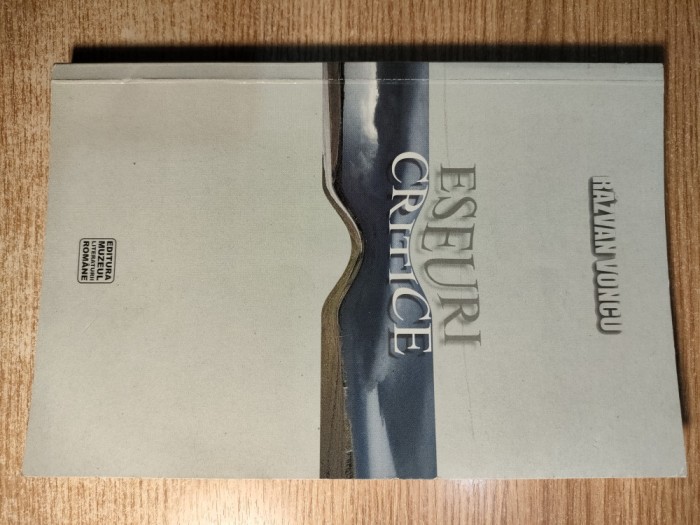 RĂZVAN VONCU
ESEURI
CRITICE
EDITURA
MUZEUL
LITERATURII
ROMÂNE